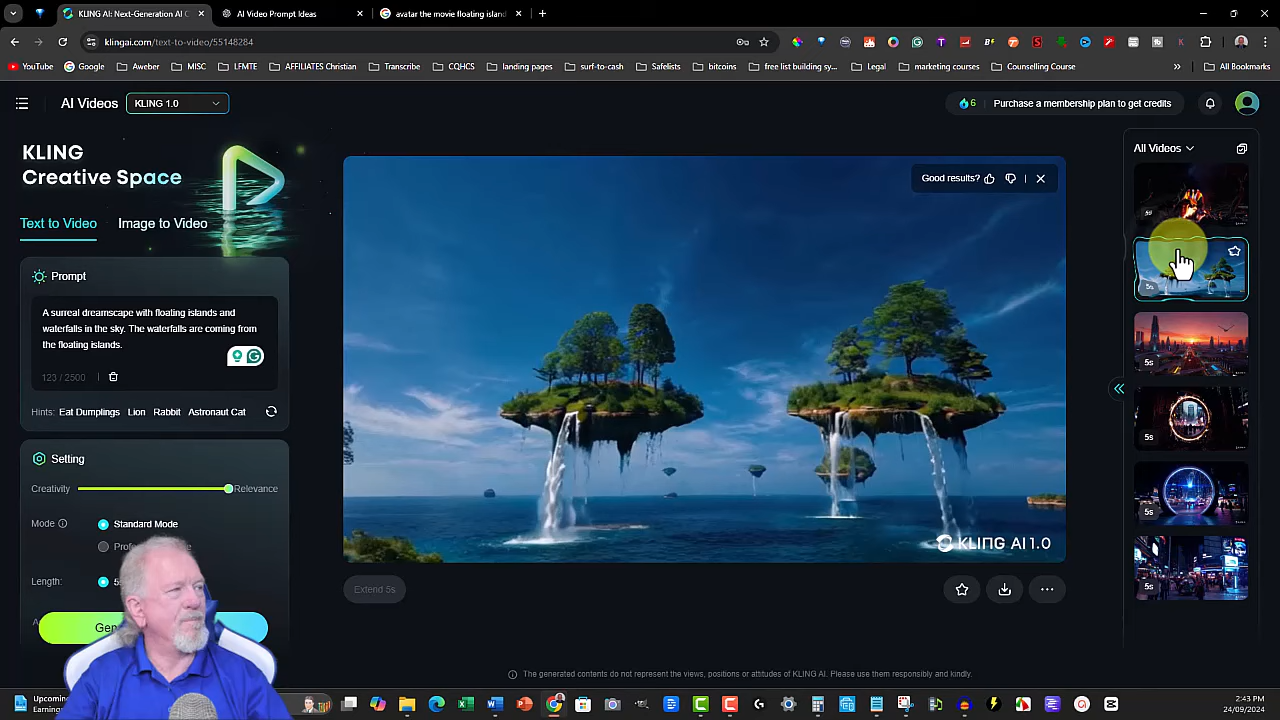 KLING AI: Next-Generation AI C
AI Video Prompt Ideas
avatar the movie floating island
klingai.com/text-to-video/55148284
YouTube
Google
Aweber
MISC
LFMTE
AFFILIATES Christian
Transcribe
CQHCS
landing pages
surf-to-cash
Safelists
bitcoins
free list building sy...
Legal
marketing courses
Counselling Course
All Bookmarks
AI Videos
KLING 1.0
6
Purchase a membership plan to get credits
KLING
Creative Space
Text to Video
Image to Video
Prompt
A surreal dreamscape with floating islands and
waterfalls in the sky. The waterfalls are coming from
the floating islands.
123 / 2500
Hints:
Eat Dumplings
Lion
Rabbit
Astronaut Cat
Setting
Creativity
Relevance
Mode
Standard Mode
Length:
Good results?
KLING AI 1.0
Extend 5s
All Videos
5s
5s
5s
5s
5s
5s
The generated contents do not represent the views, positions or attitudes of KLING AI. Please use them responsibly and kindly.
Upcoming
2:43 PM
24/09/2024